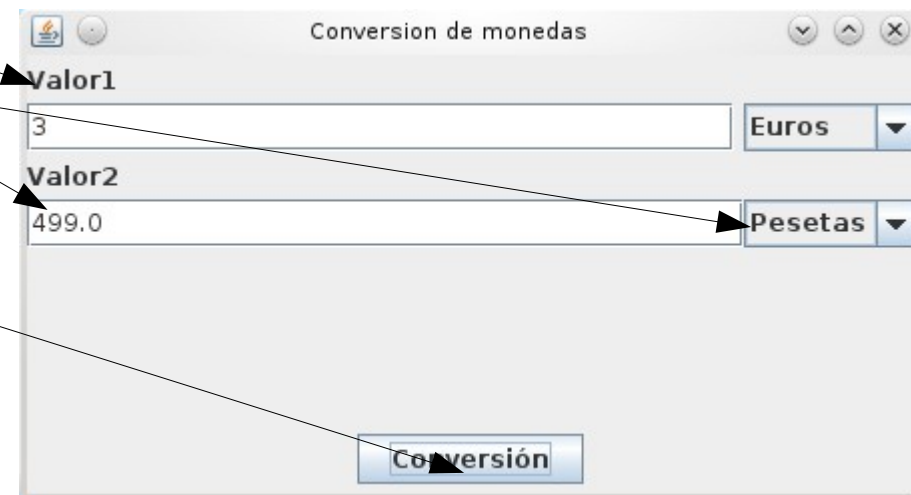 Conversion de monedas
Valor1
3 Euros
Valor2
499.0 Pesetas
Conversión